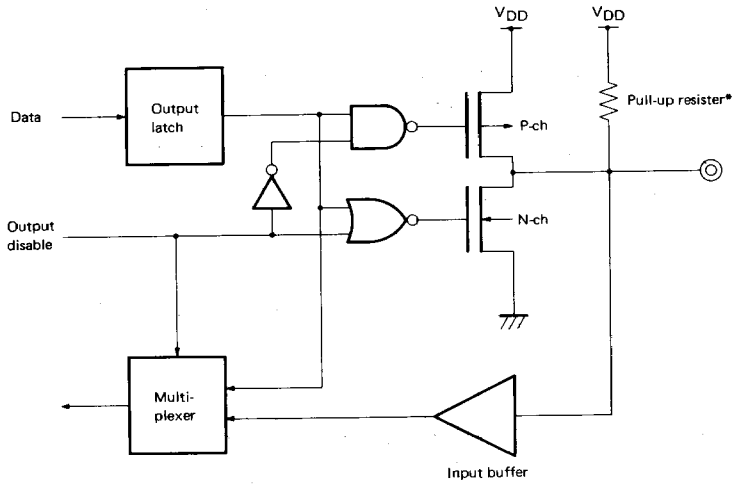 VDD
VDD
Data
Output
latch
Pull-up resister*
P-ch
Output
disable
N-ch
Multi-
plexer
Input buffer